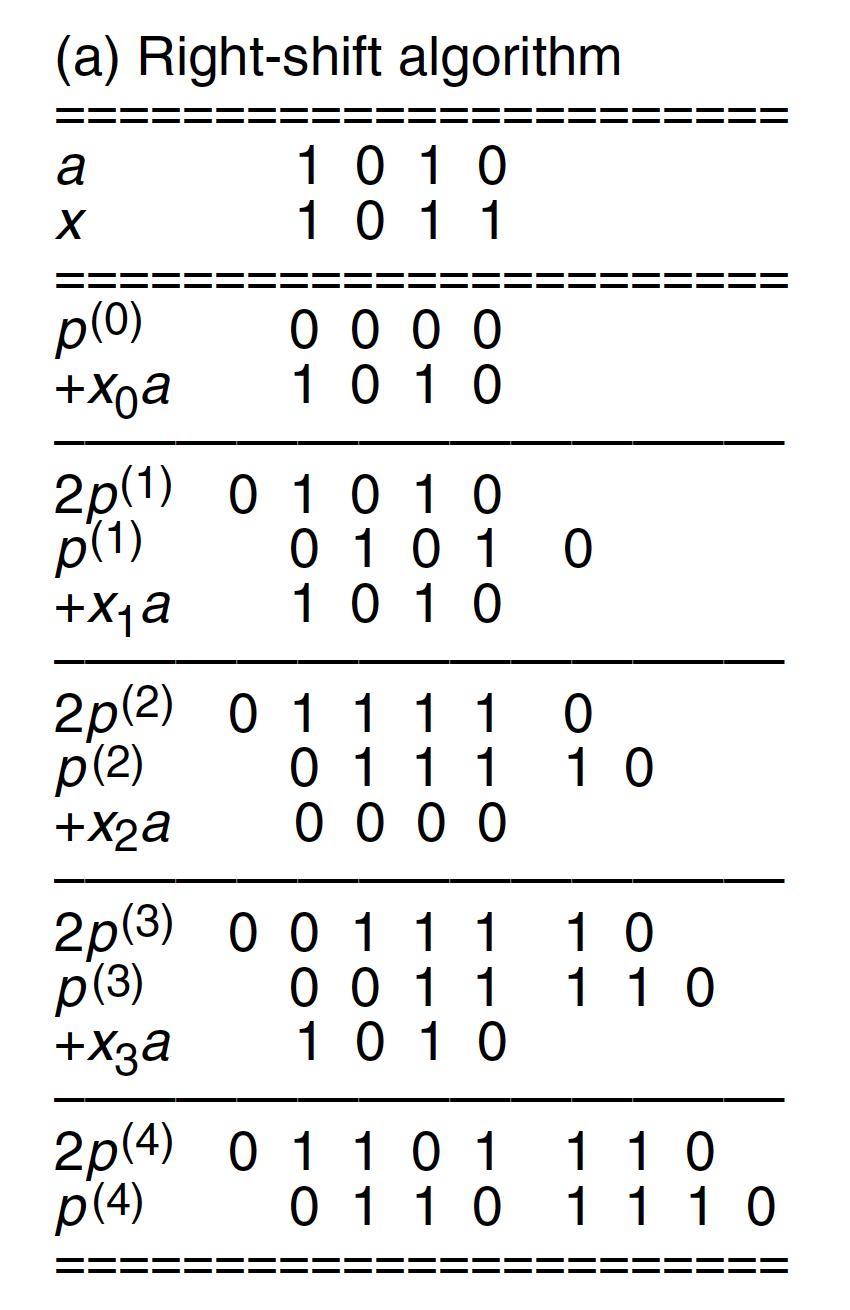 (a) Right-shift algorithm
=======================
a 1 0 1 0
x 1 0 1 1
=======================
p(0) 0 0 0 0
+x0a 1 0 1 0
2p(1) 0 1 0 1 0
p(1) 0 1 0 1 0
+x1a 1 0 1 0
2p(2) 0 1 1 1 1 0
p(2) 0 1 1 1 1 0
+x2a 0 0 0 0
2p(3) 0 0 1 1 1 1 0
p(3) 0 0 1 1 1 1 0
+x3a 1 0 1 0
2p(4) 0 1 1 0 1 1 1 0
p(4) 0 1 1 0 1 1 1 0
=======================